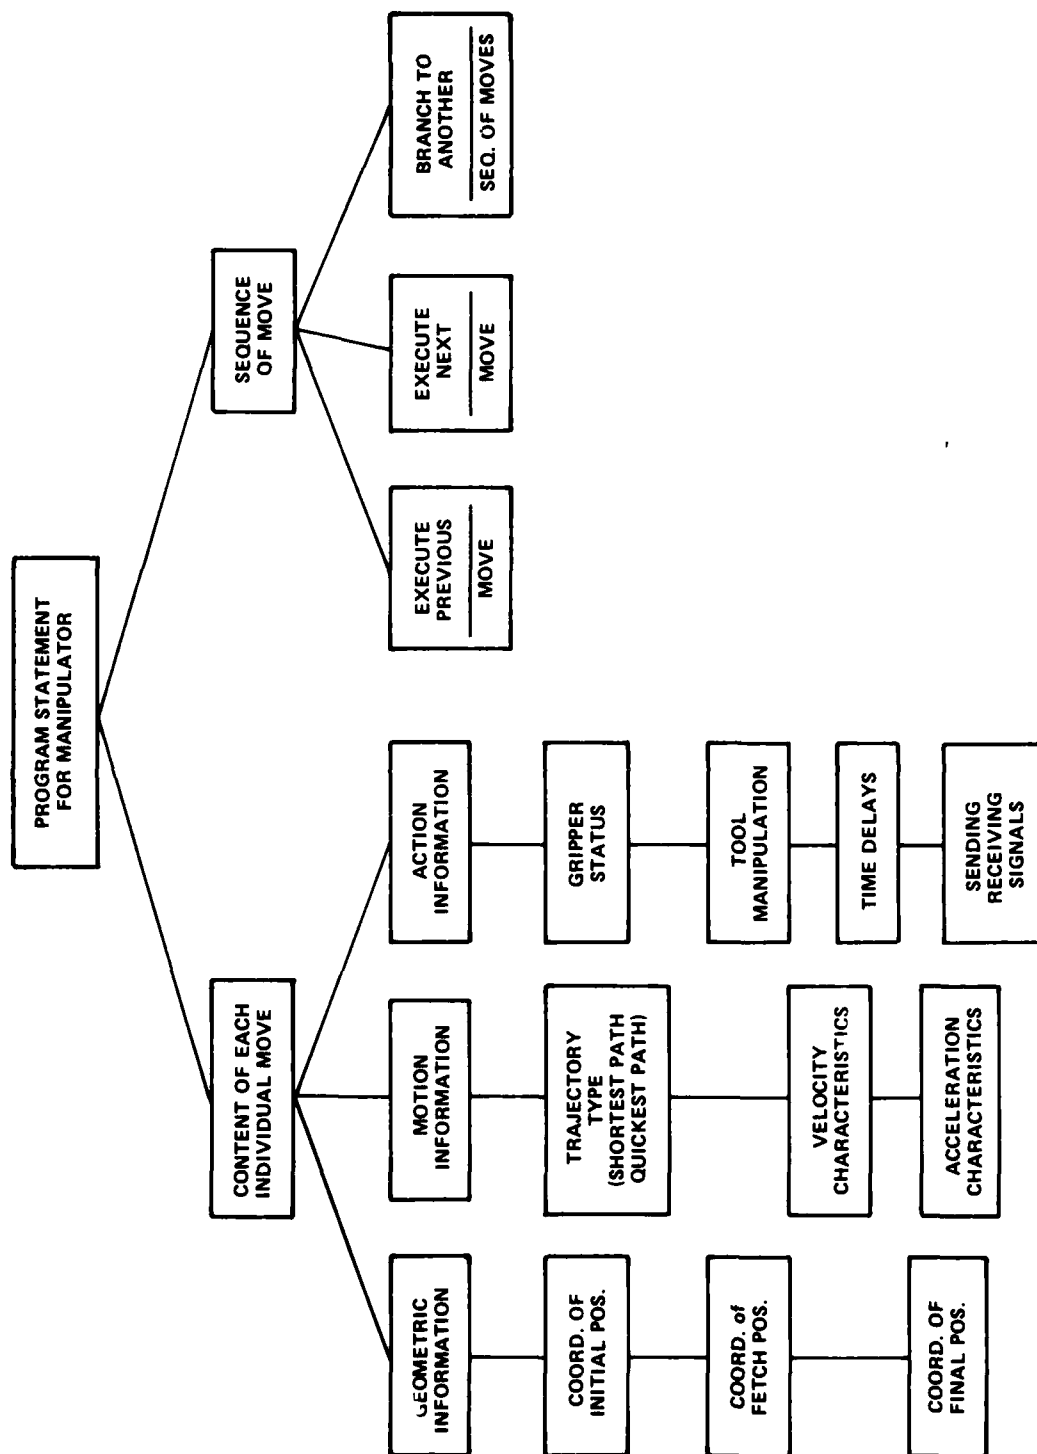 PROGRAM STATEMENT
FOR MANIPULATOR
CONTENT OF EACH
INDIVIDUAL MOVE
SEQUENCE
OF MOVE
GEOMETRIC
INFORMATION
MOTION
INFORMATION
ACTION
INFORMATION
EXECUTE
PREVIOUS
MOVE
EXECUTE
NEXT
MOVE
BRANCH TO
ANOTHER
SEQ. OF MOVES
COORD. OF
INITIAL POS.
TRAJECTORY
TYPE
(SHORTEST PATH
QUICKEST PATH)
GRIPPER
STATUS
COORD. of
FETCH POS.
VELOCITY
CHARACTERISTICS
TOOL
MANIPULATION
TIME DELAYS
COORD. OF
FINAL POS.
ACCELERATION
CHARACTERISTICS
SENDING
RECEIVING
SIGNALS